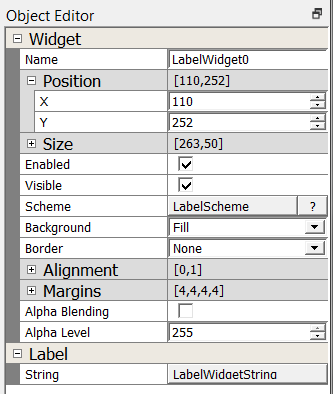 Object Editor
Widget
Name LabelWidget0
Position [110,252]
X 110
Y 252
Size [263,50]
Enabled
Visible
Scheme LabelScheme ?
Background Fill
Border None
Alignment [0,1]
Margins [4,4,4,4]
Alpha Blending
Alpha Level 255
Label
String LabelWidgetString